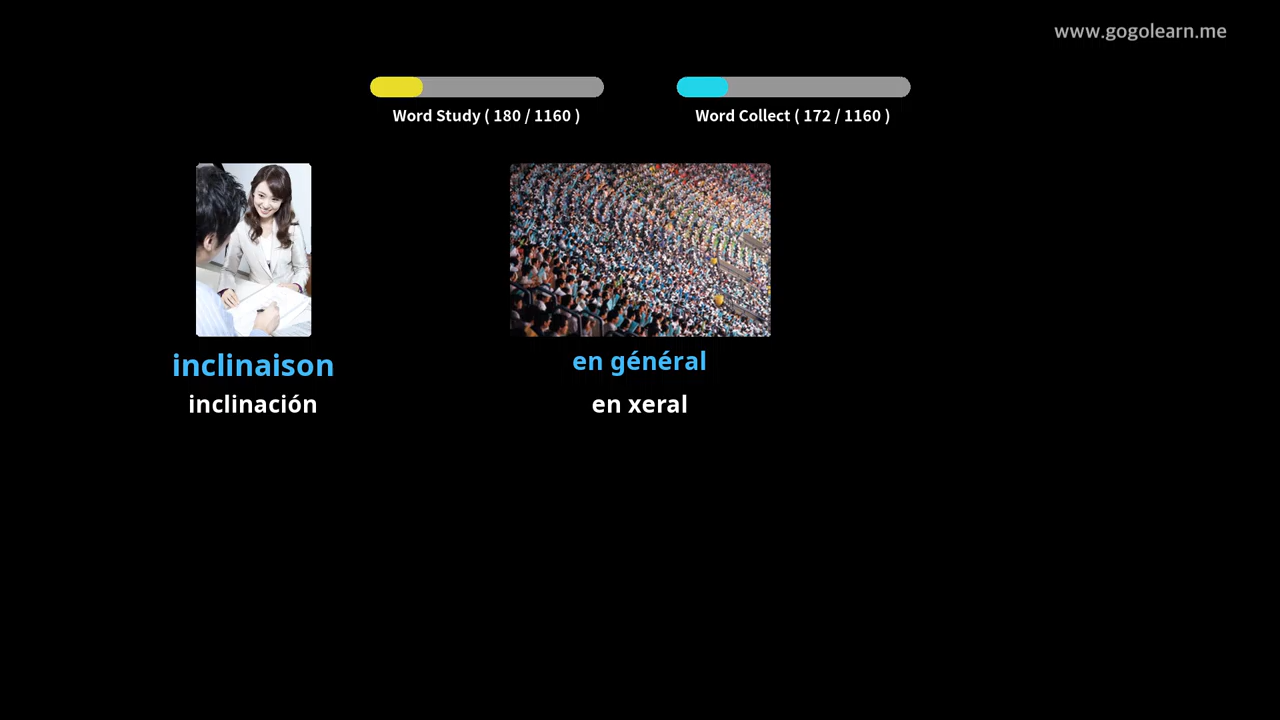 www.gogolearn.me
Word Study ( 180 / 1160 )
Word Collect ( 172 / 1160 )
inclinaison
inclinación
en général
en xeral